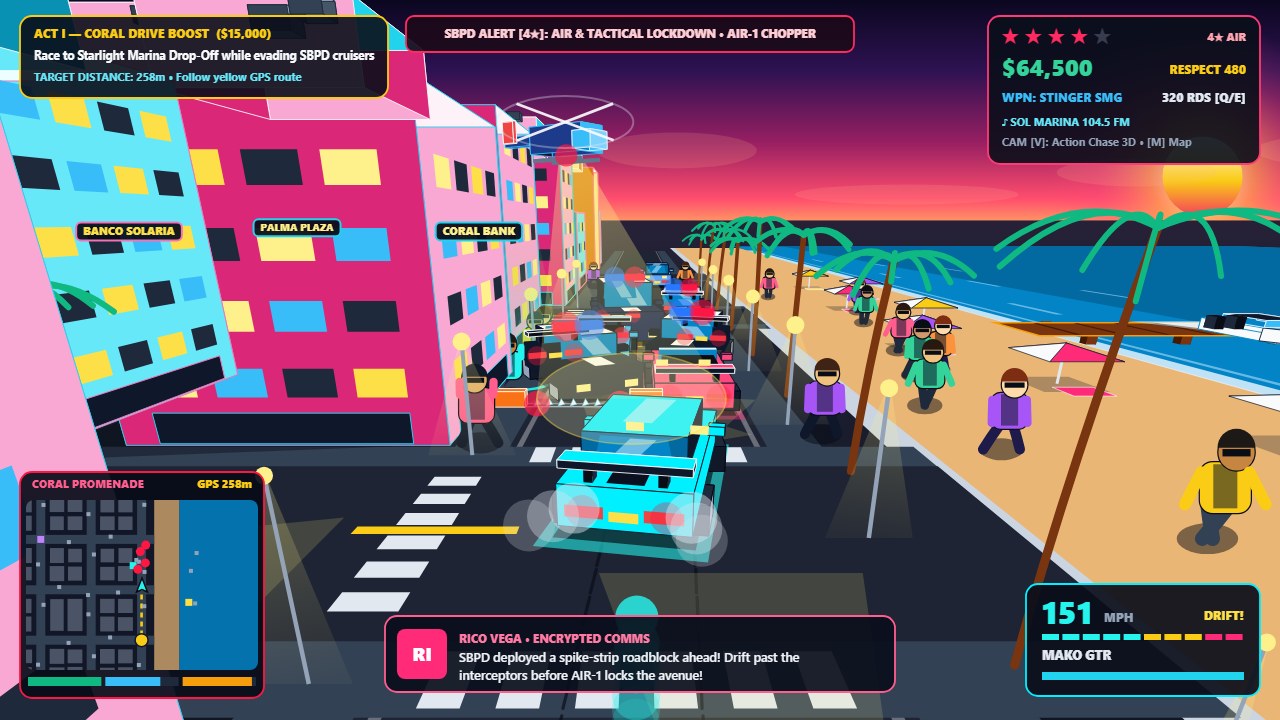 ACT I — CORAL DRIVE BOOST ($15,000)
Race to Starlight Marina Drop-Off while evading SBPD cruisers
TARGET DISTANCE: 258m • Follow yellow GPS route
SBPD ALERT [4★]: AIR & TACTICAL LOCKDOWN • AIR-1 CHOPPER
★★★★★ 4★ AIR
$64,500 RESPECT 480
WPN: STINGER SMG 320 RDS [Q/E]
♪ SOL MARINA 104.5 FM
CAM [V]: Action Chase 3D • [M] Map
BANCO SOLARIA
PALMA PLAZA
CORAL BANK
CORAL PROMENADE GPS 258m
RI
RICO VEGA • ENCRYPTED COMMS
SBPD deployed a spike-strip roadblock ahead! Drift past the
interceptors before AIR-1 locks the avenue!
151 MPH DRIFT!
MAKO GTR